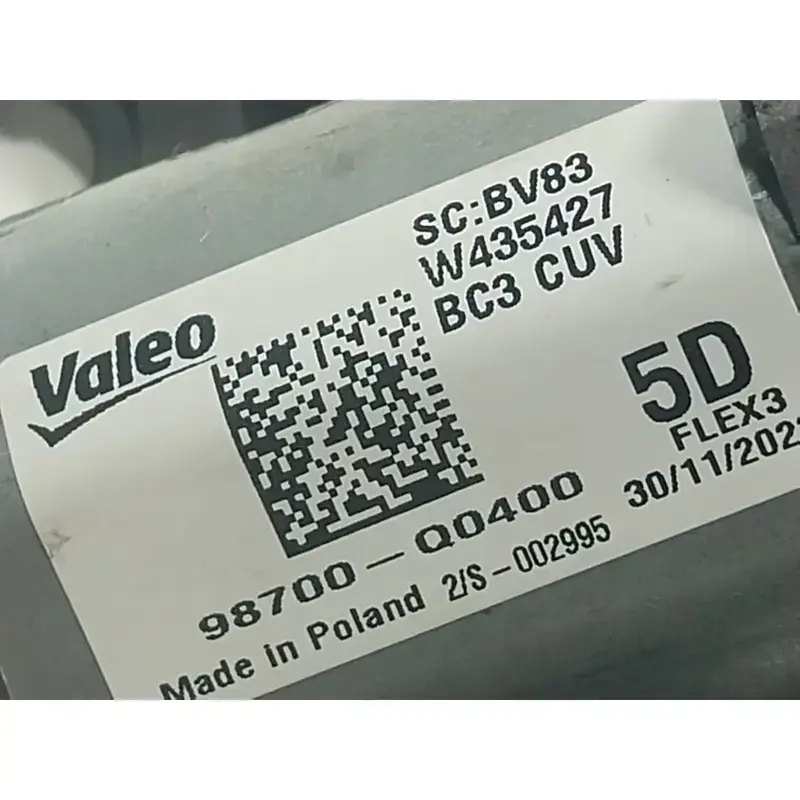 Valeo
SC:BV83
W435427
BC3 CUV
5D
FLEX3
30/11/202
98700-Q0400
Made in Poland 2/S-002995